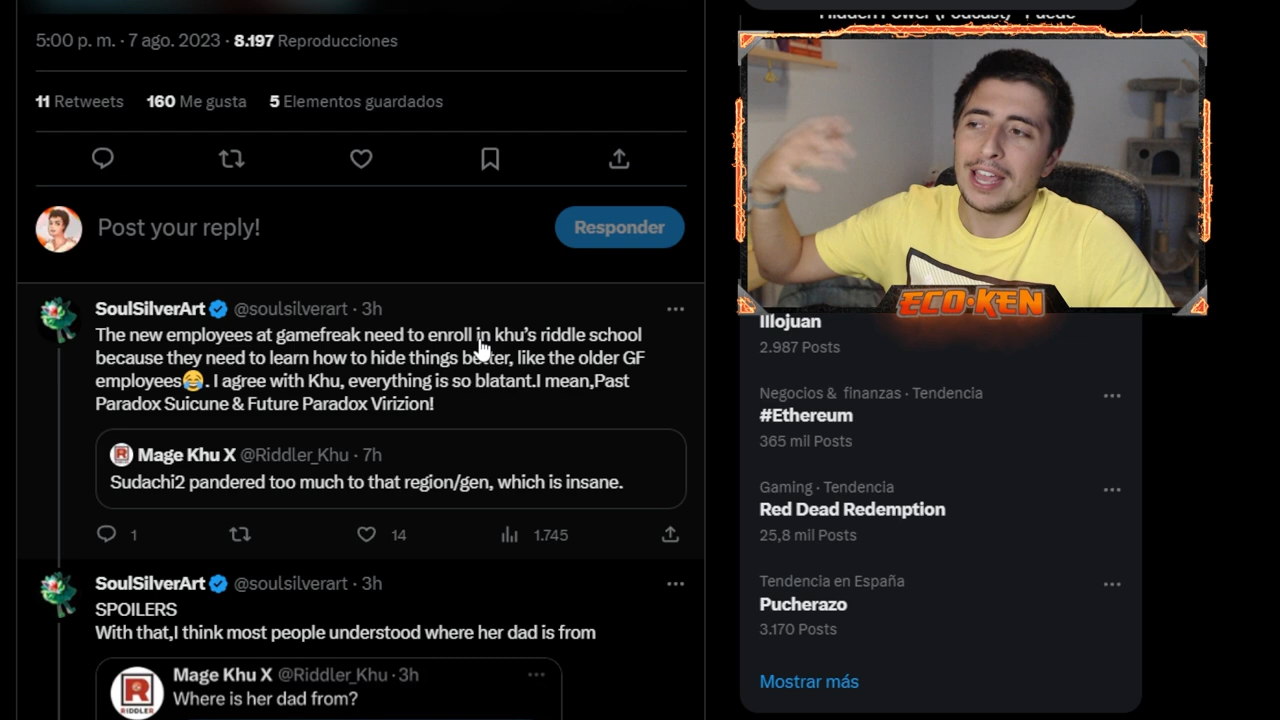 5:00 p. m. · 7 ago. 2023 · 8.197 Reproducciones
11 Retweets 160 Me gusta 5 Elementos guardados
Post your reply!
Responder
SoulSilverArt @soulsilverart · 3h
The new employees at gamefreak need to enroll in khu’s riddle school
because they need to learn how to hide things better, like the older GF
employees😂. I agree with Khu, everything is so blatant.I mean,Past
Paradox Suicune & Future Paradox Virizion!
Mage Khu X @Riddler_Khu · 7h
Sudachi2 pandered too much to that region/gen, which is insane.
1 14 1.745
SoulSilverArt @soulsilverart · 3h
SPOILERS
With that,I think most people understood where her dad is from
Mage Khu X @Riddler_Khu · 3h
Where is her dad from?
RIDDLER
Hidden Power (Podcast) - Puede
ECO·KEN
Illojuan
2.987 Posts
Negocios & finanzas · Tendencia
#Ethereum
365 mil Posts
Gaming · Tendencia
Red Dead Redemption
25,8 mil Posts
Tendencia en España
Pucherazo
3.170 Posts
Mostrar más